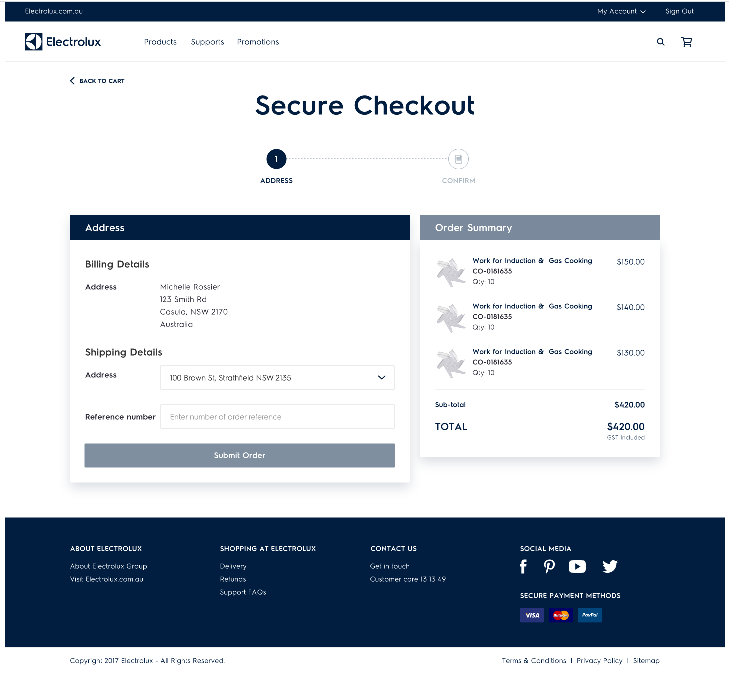 Electrolux.com.au
My Account
Sign Out
Electrolux
Products
Supports
Promotions
BACK TO CART
Secure Checkout
1
ADDRESS
CONFIRM
Address
Billing Details
Address
Michelle Rossier
123 Smith Rd
Casula, NSW 2170
Australia
Shipping Details
Address
100 Brown St, Strathfield NSW 2135
Reference number
Enter number of order reference
Submit Order
Order Summary
Work for Induction & Gas Cooking
$150.00
CO-0181635
Qty: 10
Work for Induction & Gas Cooking
$140.00
CO-0181635
Qty: 10
Work for Induction & Gas Cooking
$130.00
CO-0181635
Qty: 10
Sub-total
$420.00
TOTAL
$420.00
GST Included
ABOUT ELECTROLUX
About Electrolux Group
Visit Electrolux.com.au
SHOPPING AT ELECTROLUX
Delivery
Refunds
Support FAQs
CONTACT US
Get in touch
Customer care 13 13 49
SOCIAL MEDIA
SECURE PAYMENT METHODS
VISA
MasterCard
PayPal
Copyright 2017 Electrolux - All Rights Reserved.
Terms & Conditions | Privacy Policy | Sitemap